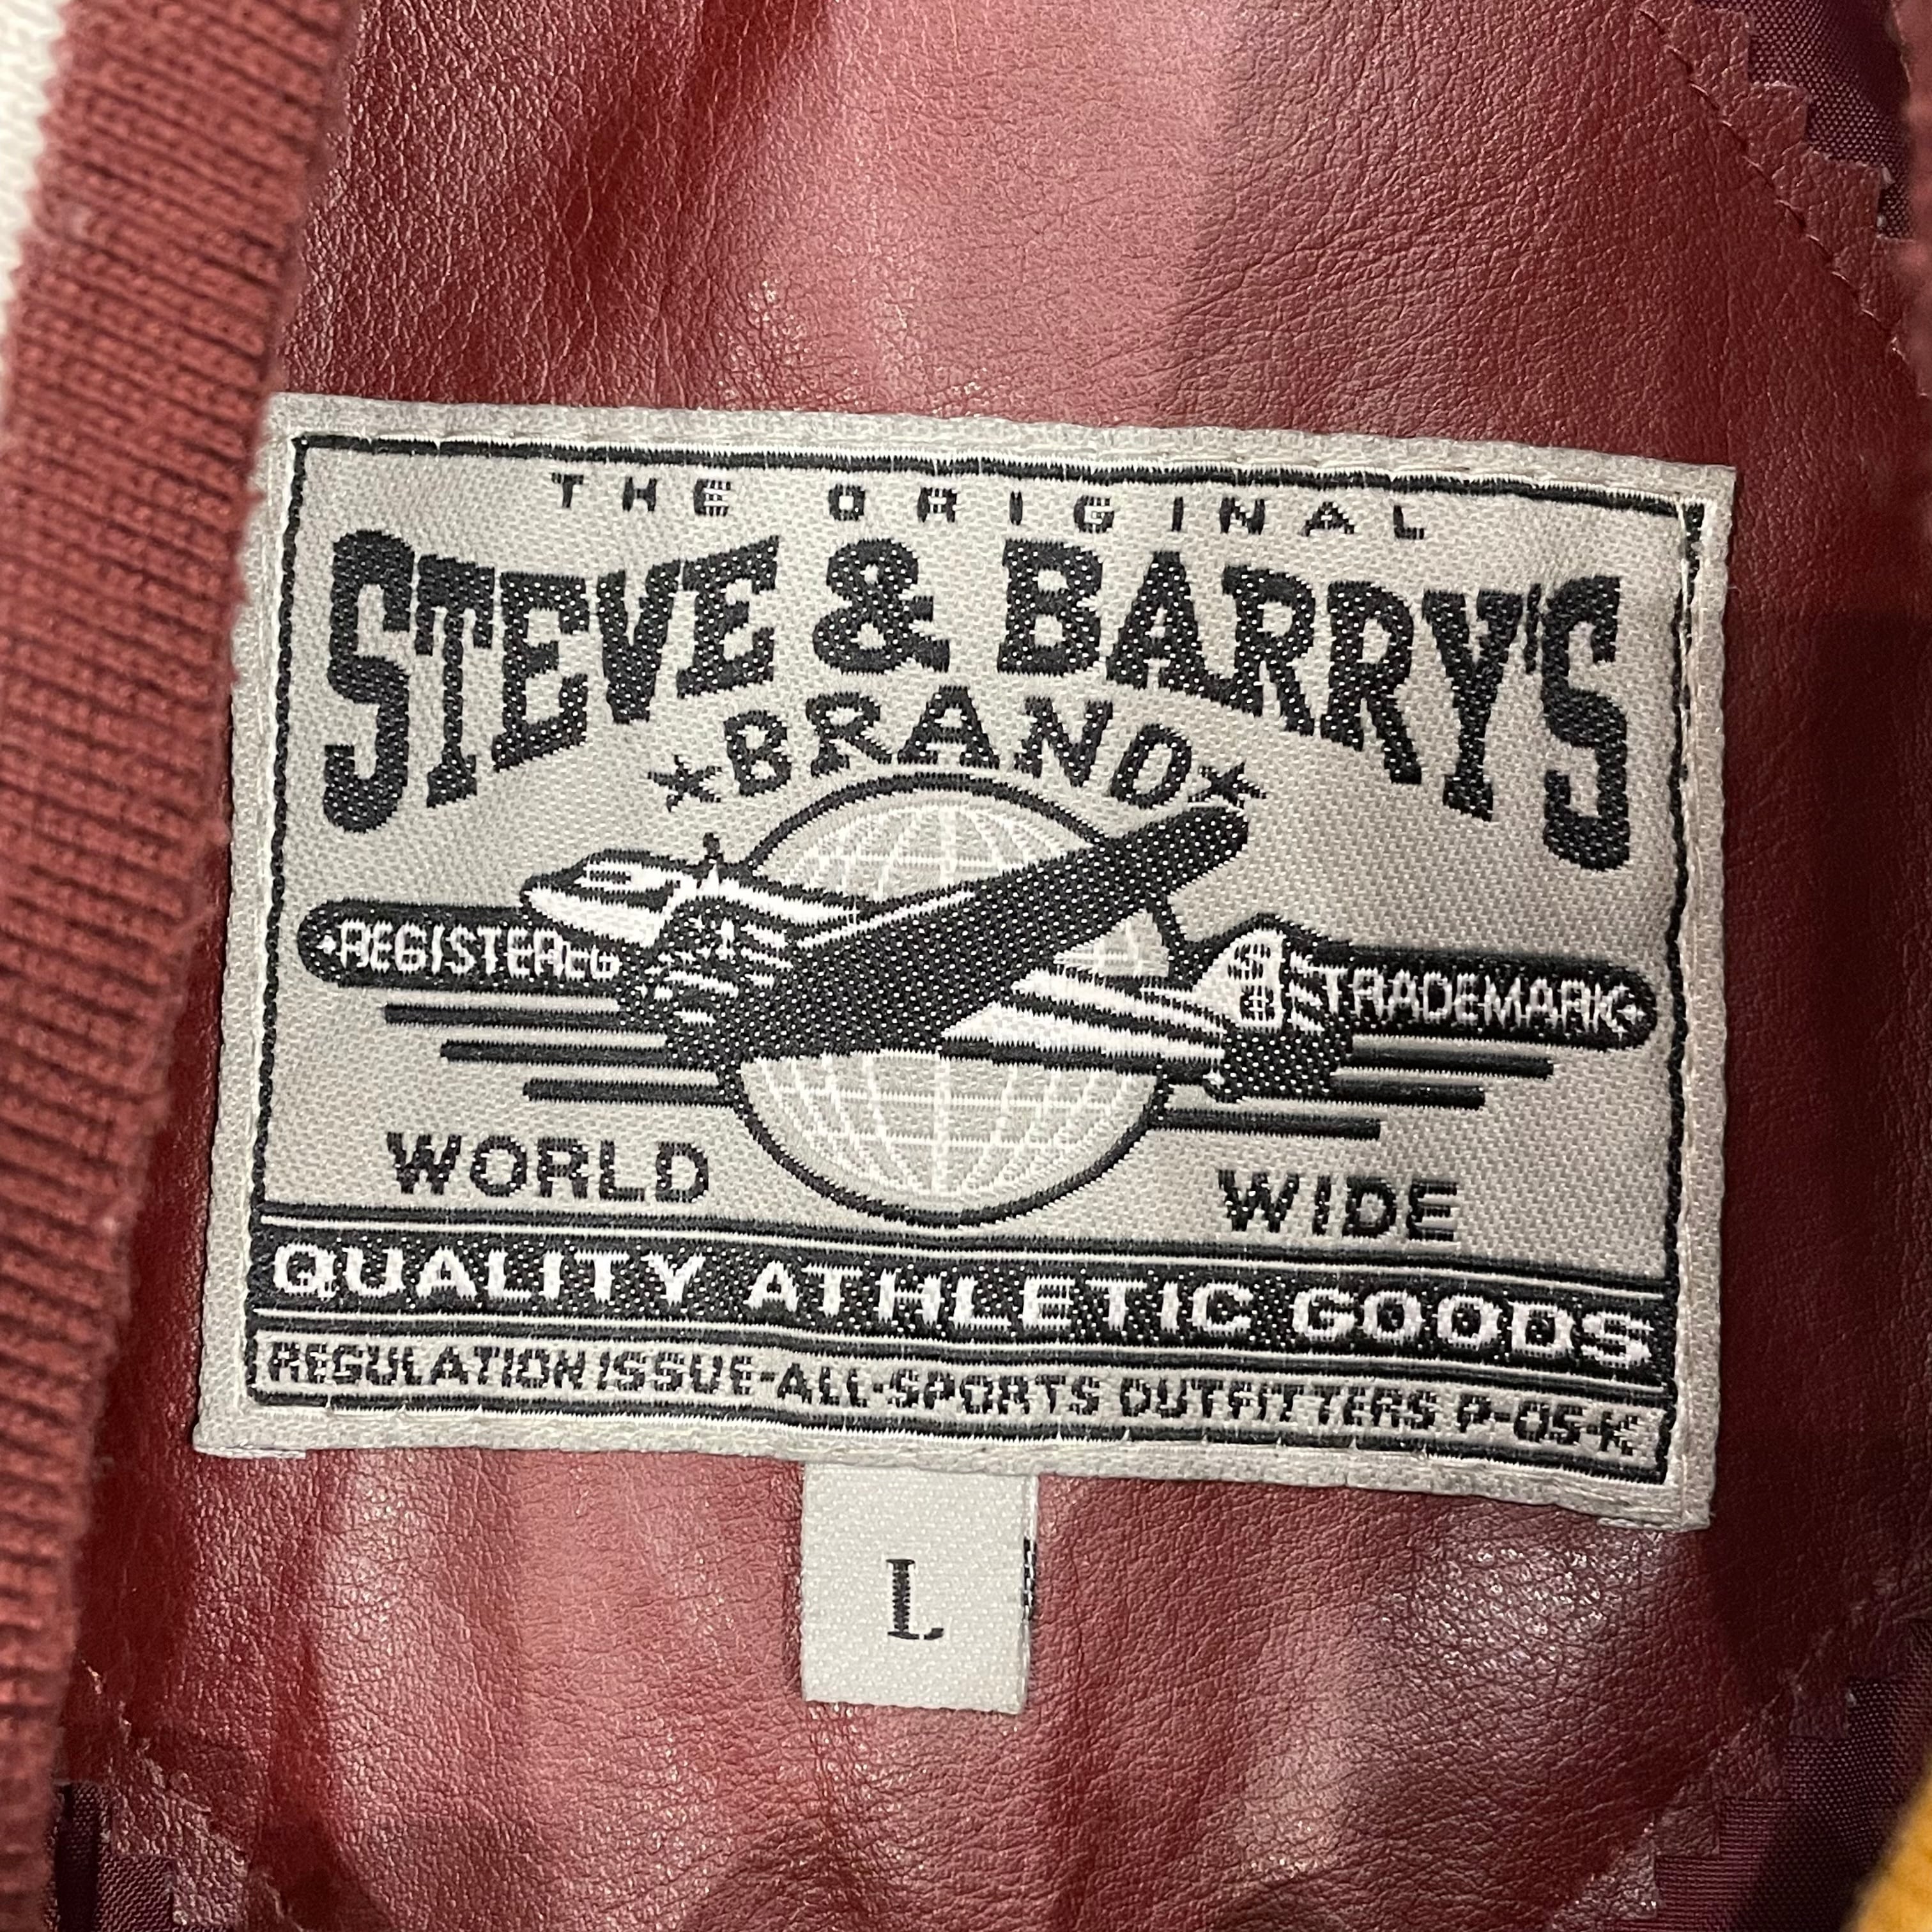 THE ORIGINAL
STEVE & BARRY'S
★BRAND★
REGISTERED
TRADEMARK
WORLD WIDE
QUALITY ATHLETIC GOODS
REGULATION ISSUE-ALL-SPORTS OUTFITTERS P-05-K
L